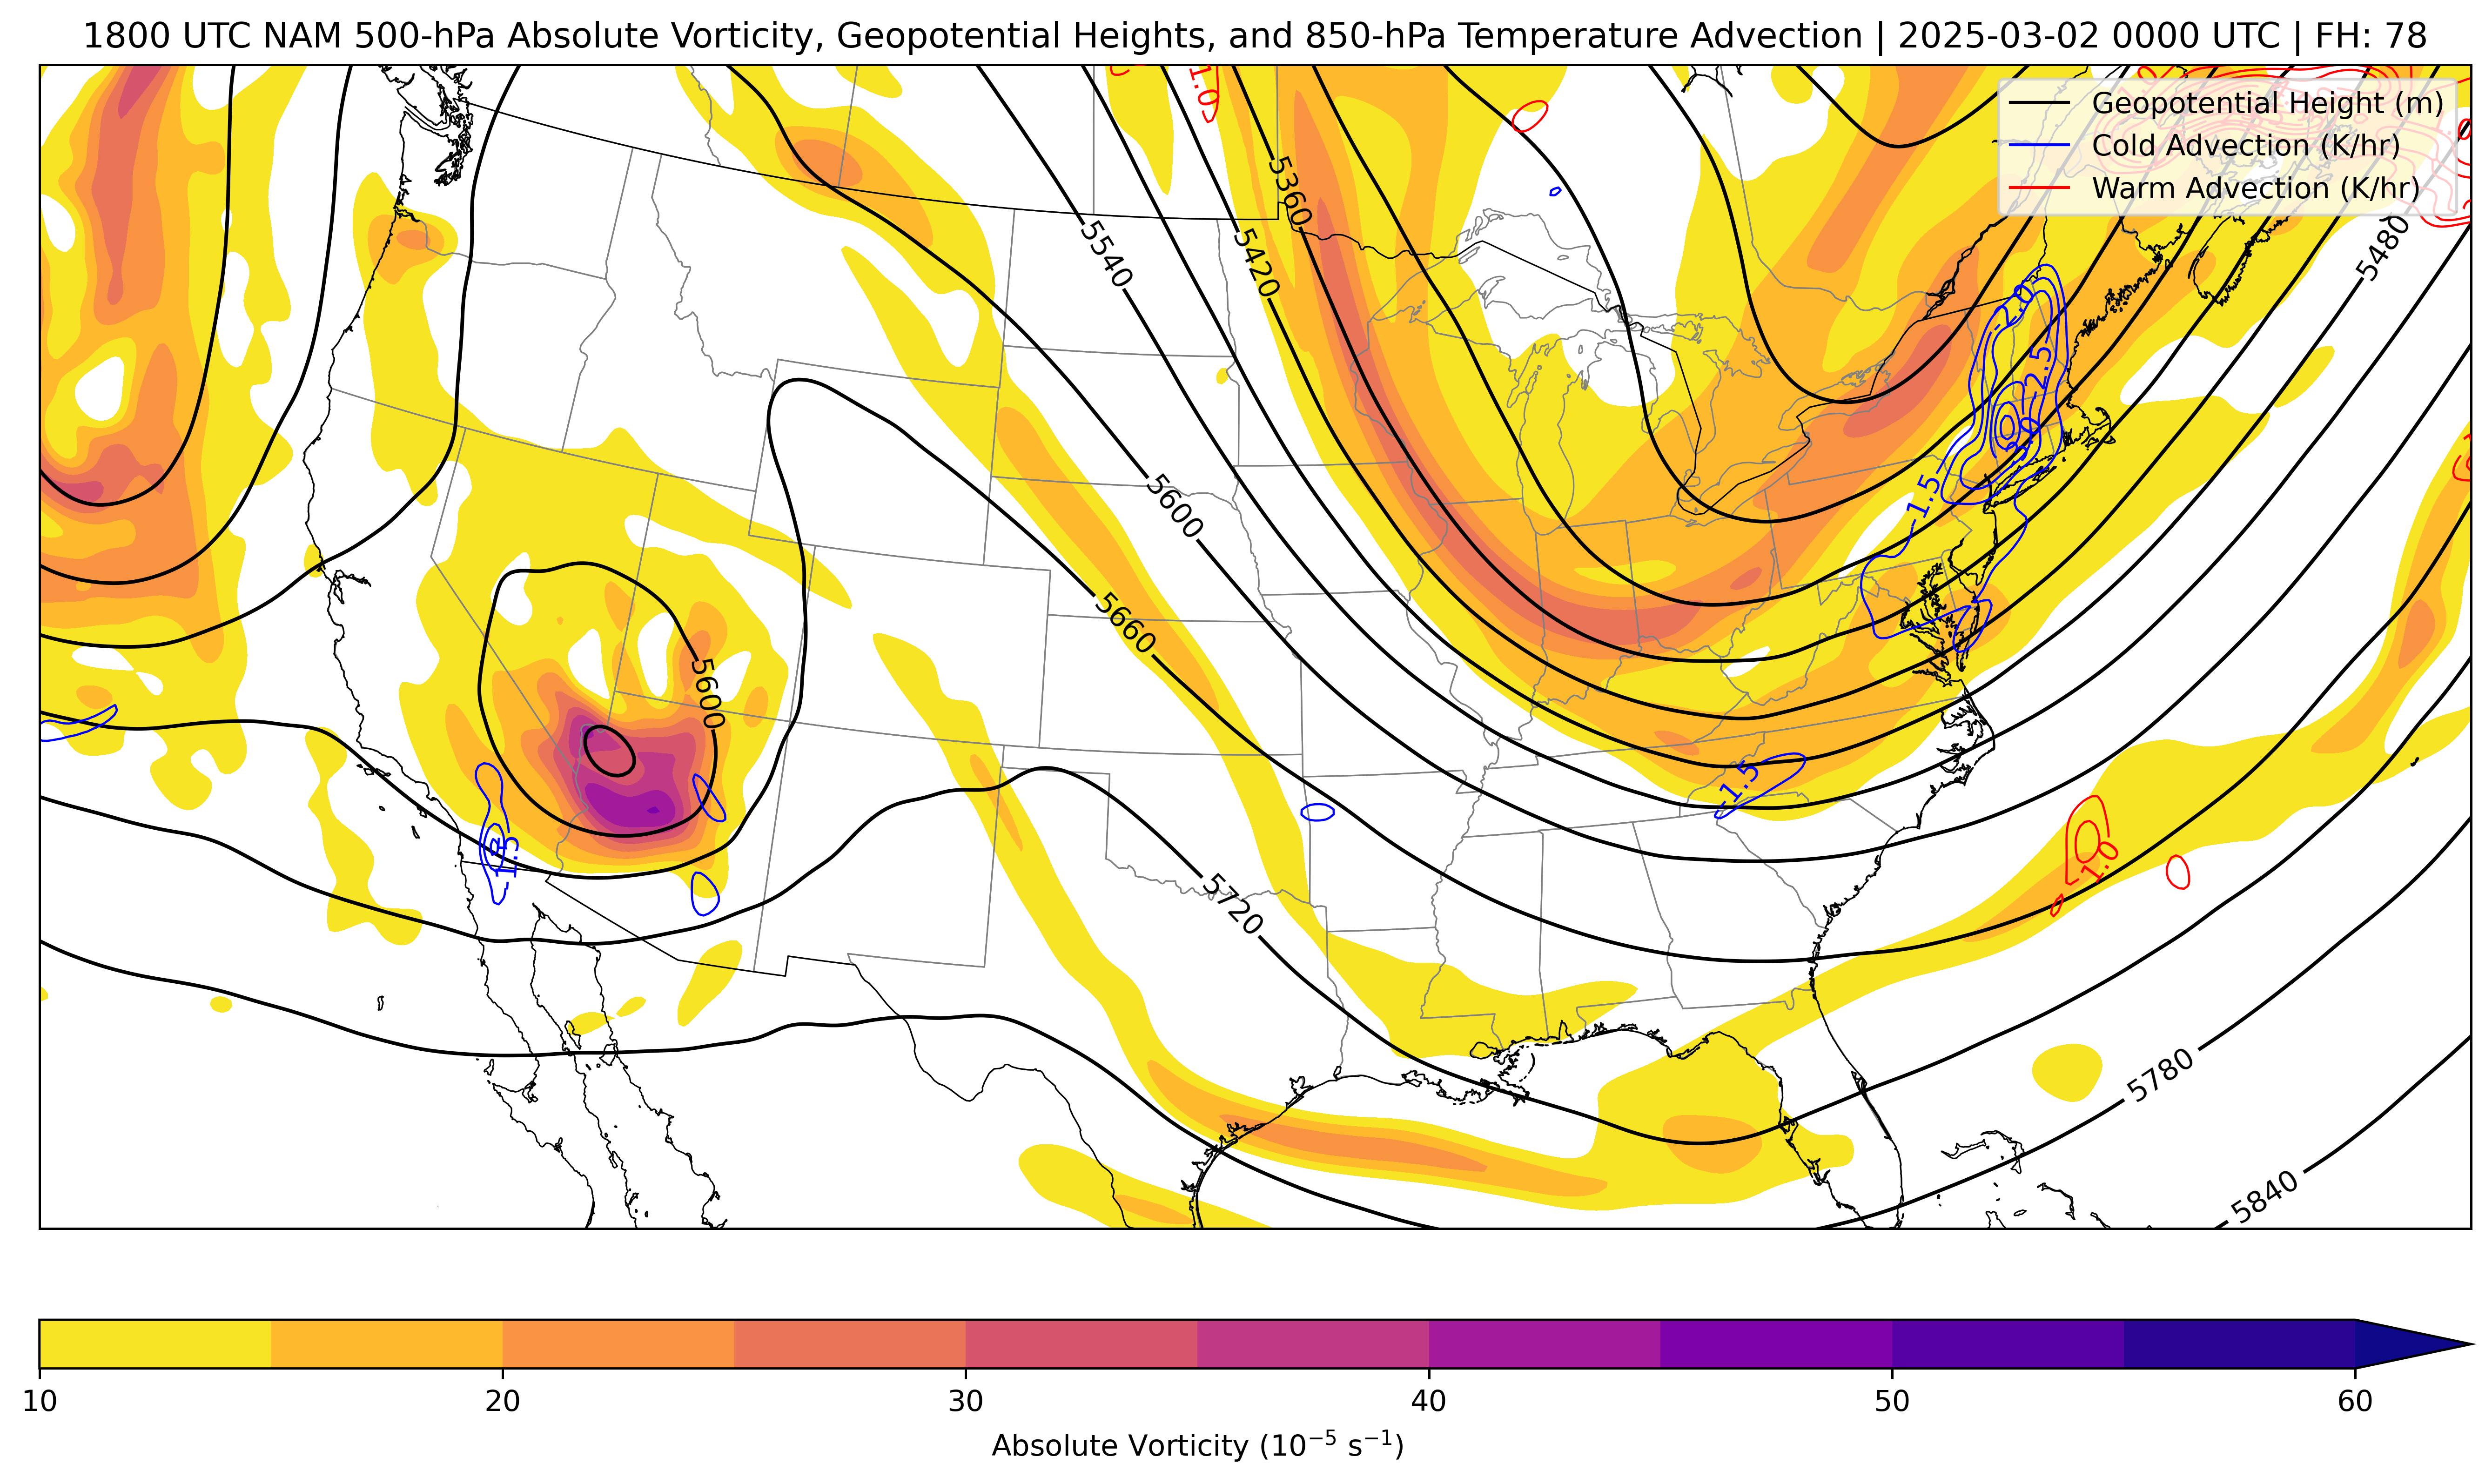 1800 UTC NAM 500-hPa Absolute Vorticity, Geopotential Heights, and 850-hPa Temperature Advection | 2025-03-02 0000 UTC | FH: 78
Geopotential Height (m)
Cold Advection (K/hr)
Warm Advection (K/hr)
1.0
5360
5420
5540
5480
-2.0
-2.5
-1.5
5600
5660
5600
-1.5
-1.5
1.0
5720
5780
5840
10 20 30 40 50 60
Absolute Vorticity (10⁻⁵ s⁻¹)